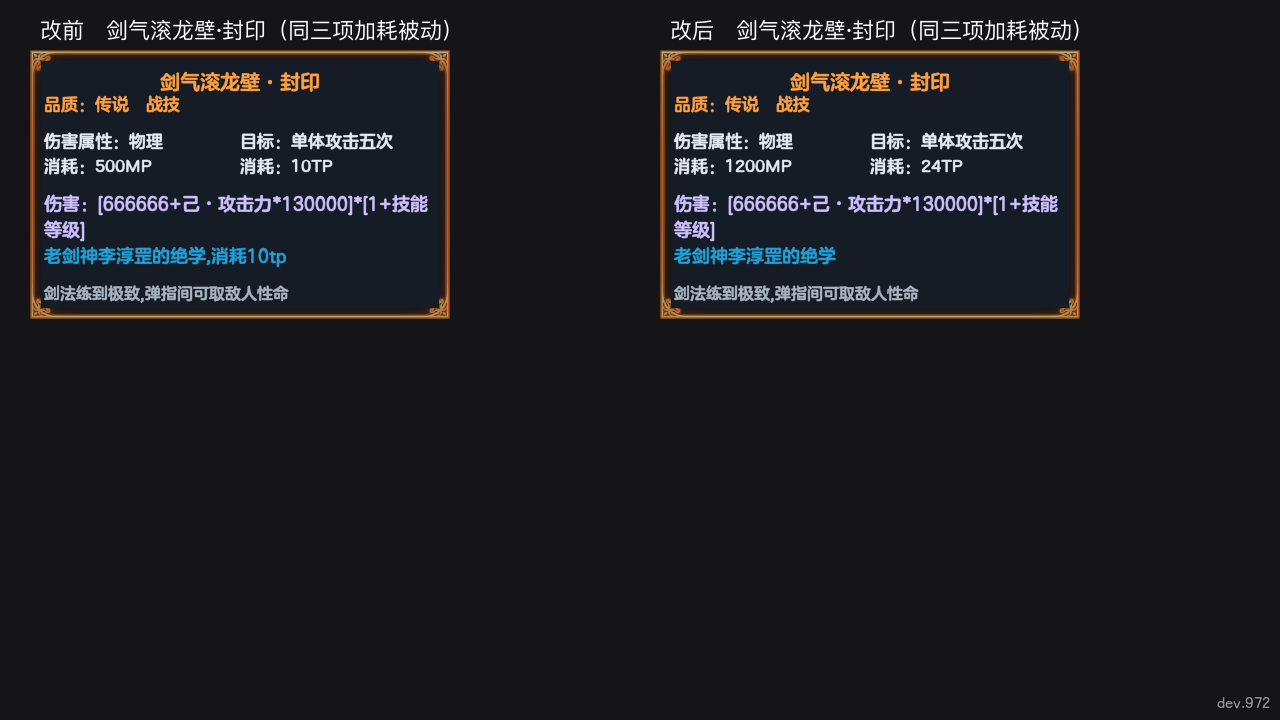 改前　剑气滚龙壁·封印（同三项加耗被动）
剑气滚龙壁·封印
品质：传说　战技
伤害属性：物理　目标：单体攻击五次
消耗：500MP　消耗：10TP
伤害：[666666+己·攻击力*130000]*[1+技能
等级]
老剑神李淳罡的绝学,消耗10tp
剑法练到极致,弹指间可取敌人性命
改后　剑气滚龙壁·封印（同三项加耗被动）
剑气滚龙壁·封印
品质：传说　战技
伤害属性：物理　目标：单体攻击五次
消耗：1200MP　消耗：24TP
伤害：[666666+己·攻击力*130000]*[1+技能
等级]
老剑神李淳罡的绝学
剑法练到极致,弹指间可取敌人性命
dev.972